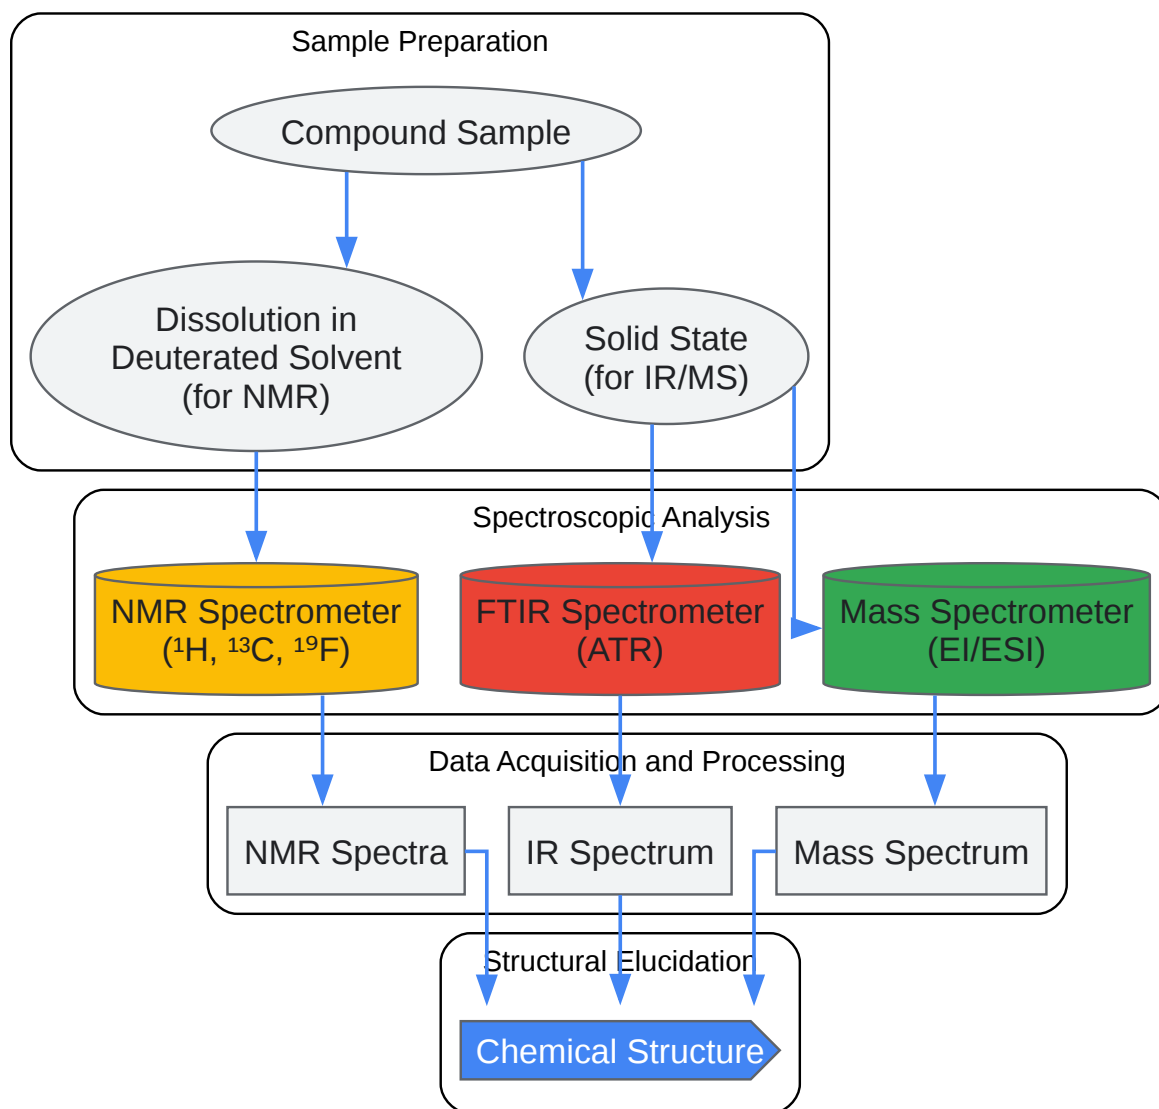 Sample Preparation
Compound Sample
Dissolution in
Deuterated Solvent
(for NMR)
Solid State
(for IR/MS)
Spectroscopic Analysis
NMR Spectrometer
(¹H, ¹³C, ¹⁹F)
FTIR Spectrometer
(ATR)
Mass Spectrometer
(EI/ESI)
Data Acquisition and Processing
NMR Spectra
IR Spectrum
Mass Spectrum
Structural Elucidation
Chemical Structure